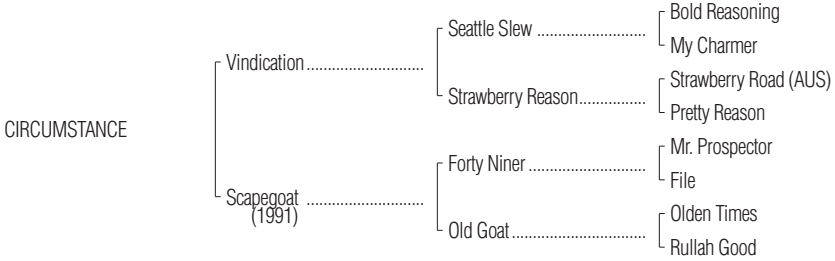 Bold Reasoning
Seattle Slew ..........................
My Charmer
Vindication............................
Strawberry Road (AUS)
Strawberry Reason................
Pretty Reason
CIRCUMSTANCE
Mr. Prospector
Forty Niner ............................
File
Scapegoat ............................
(1991)
Olden Times
Old Goat................................
Rullah Good